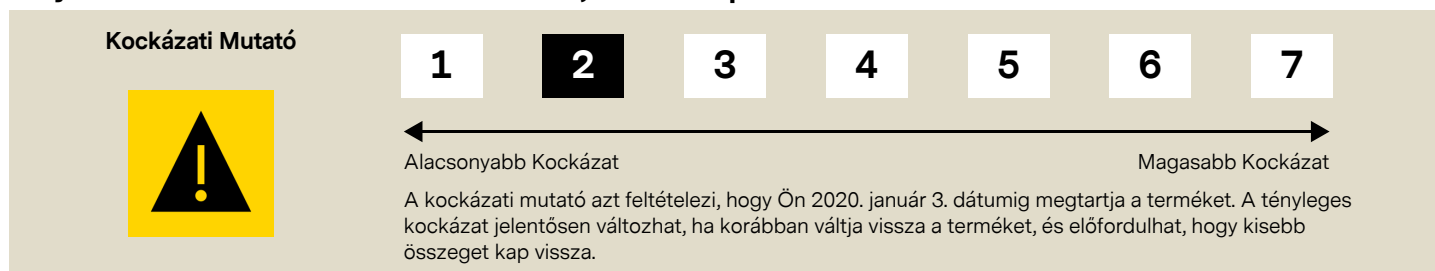 Kockázati Mutató
1 2 3 4 5 6 7
Alacsonyabb Kockázat Magasabb Kockázat
A kockázati mutató azt feltételezi, hogy Ön 2020. január 3. dátumig megtartja a terméket. A tényleges
kockázat jelentősen változhat, ha korábban váltja vissza a terméket, és előfordulhat, hogy kisebb
összeget kap vissza.